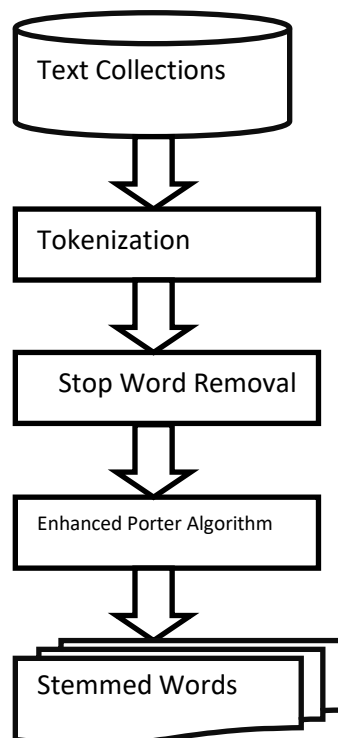 Text Collections
Tokenization
Stop Word Removal
Enhanced Porter Algorithm
Stemmed Words